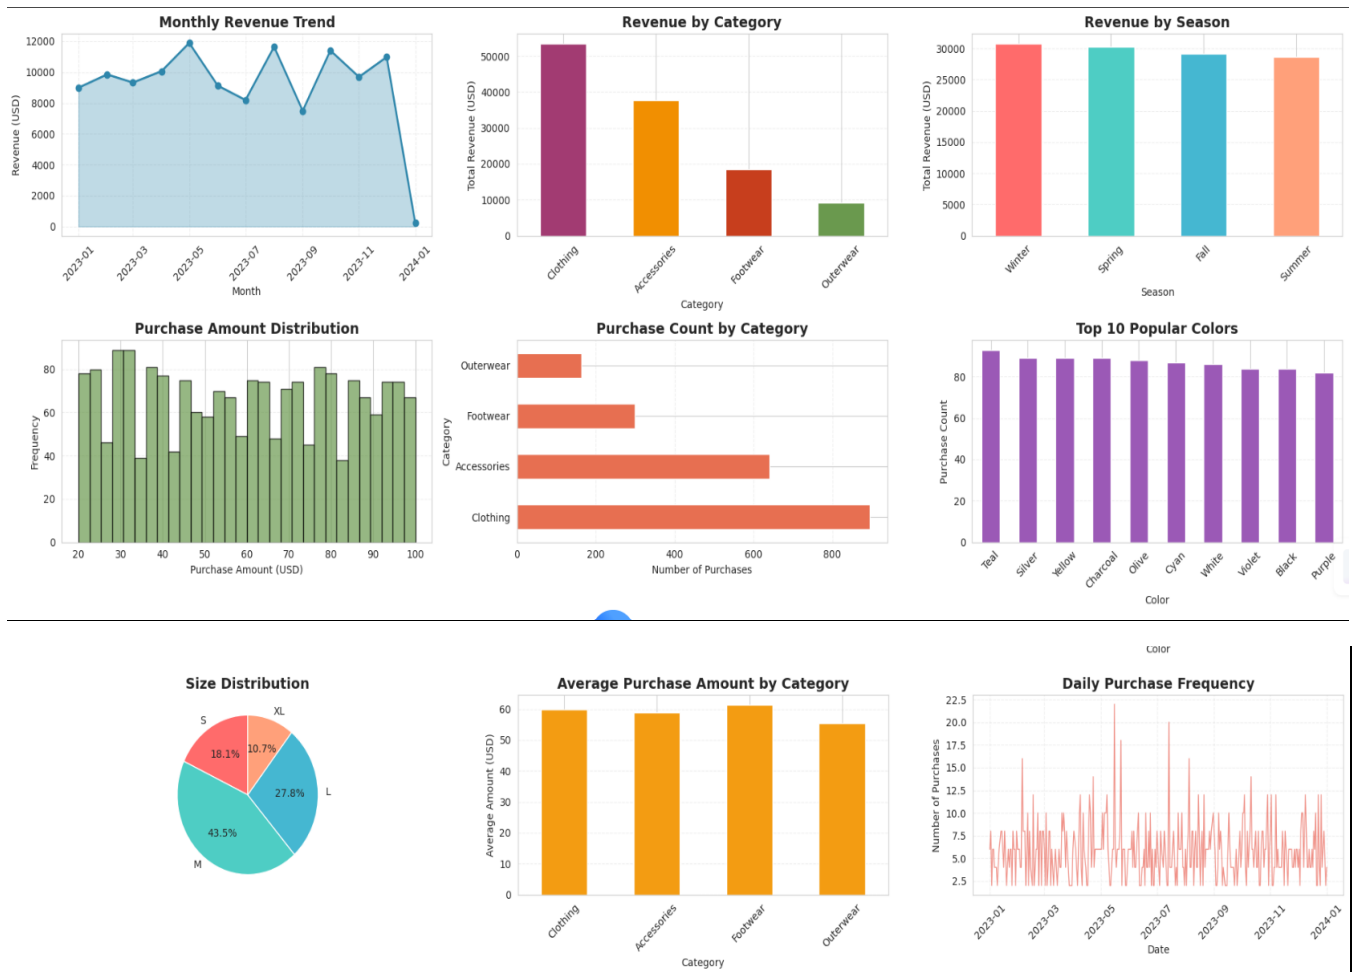 Monthly Revenue Trend
Revenue (USD)
12000
10000
8000
6000
4000
2000
0
2023-01
2023-03
2023-05
2023-07
2023-09
2023-11
2024-01
Month
Revenue by Category
Total Revenue (USD)
50000
40000
30000
20000
10000
0
Clothing
Accessories
Footwear
Outerwear
Category
Revenue by Season
Total Revenue (USD)
30000
25000
20000
15000
10000
5000
0
Winter
Spring
Fall
Summer
Season
Purchase Amount Distribution
Frequency
80
60
40
20
0
20 30 40 50 60 70 80 90 100
Purchase Amount (USD)
Purchase Count by Category
Category
Outerwear
Footwear
Accessories
Clothing
0 200 400 600 800
Number of Purchases
Top 10 Popular Colors
Purchase Count
80
60
40
20
0
Teal
Silver
Yellow
Charcoal
Olive
Cyan
White
Violet
Black
Purple
Color
Color
Size Distribution
S
18.1%
XL
10.7%
L
27.8%
43.5%
M
Average Purchase Amount by Category
Average Amount (USD)
60
50
40
30
20
10
0
Clothing
Accessories
Footwear
Outerwear
Category
Daily Purchase Frequency
Number of Purchases
22.5
20.0
17.5
15.0
12.5
10.0
7.5
5.0
2.5
2023-01
2023-03
2023-05
2023-07
2023-09
2023-11
2024-01
Date